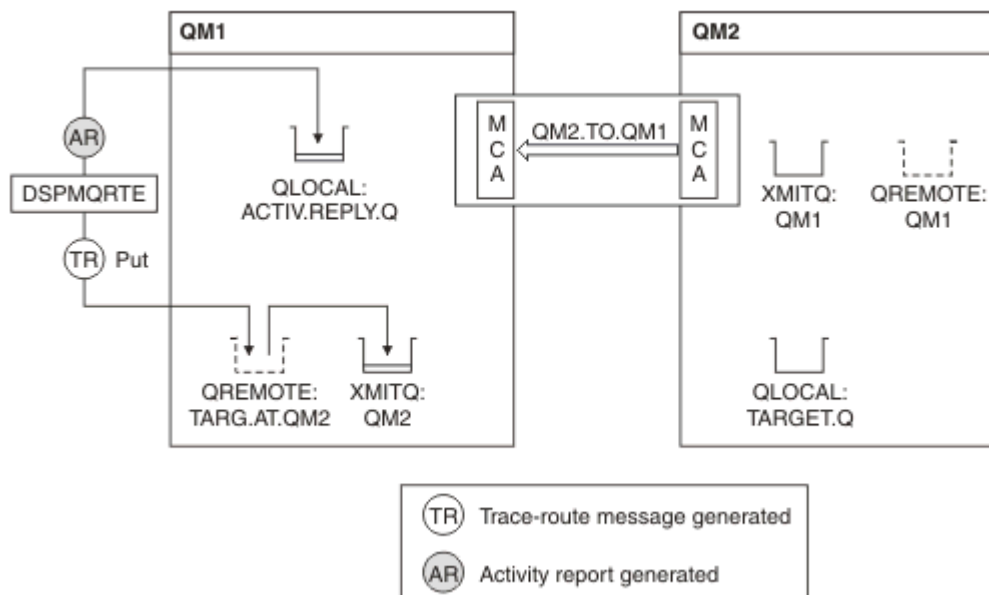 QM1
QM2
AR
DSPMQRTE
TR Put
QLOCAL:
ACTIV.REPLY.Q
M
C
A
QM2.TO.QM1
M
C
A
XMITQ:
QM1
QREMOTE:
QM1
QREMOTE:
TARG.AT.QM2
XMITQ:
QM2
QLOCAL:
TARGET.Q
TR Trace-route message generated
AR Activity report generated